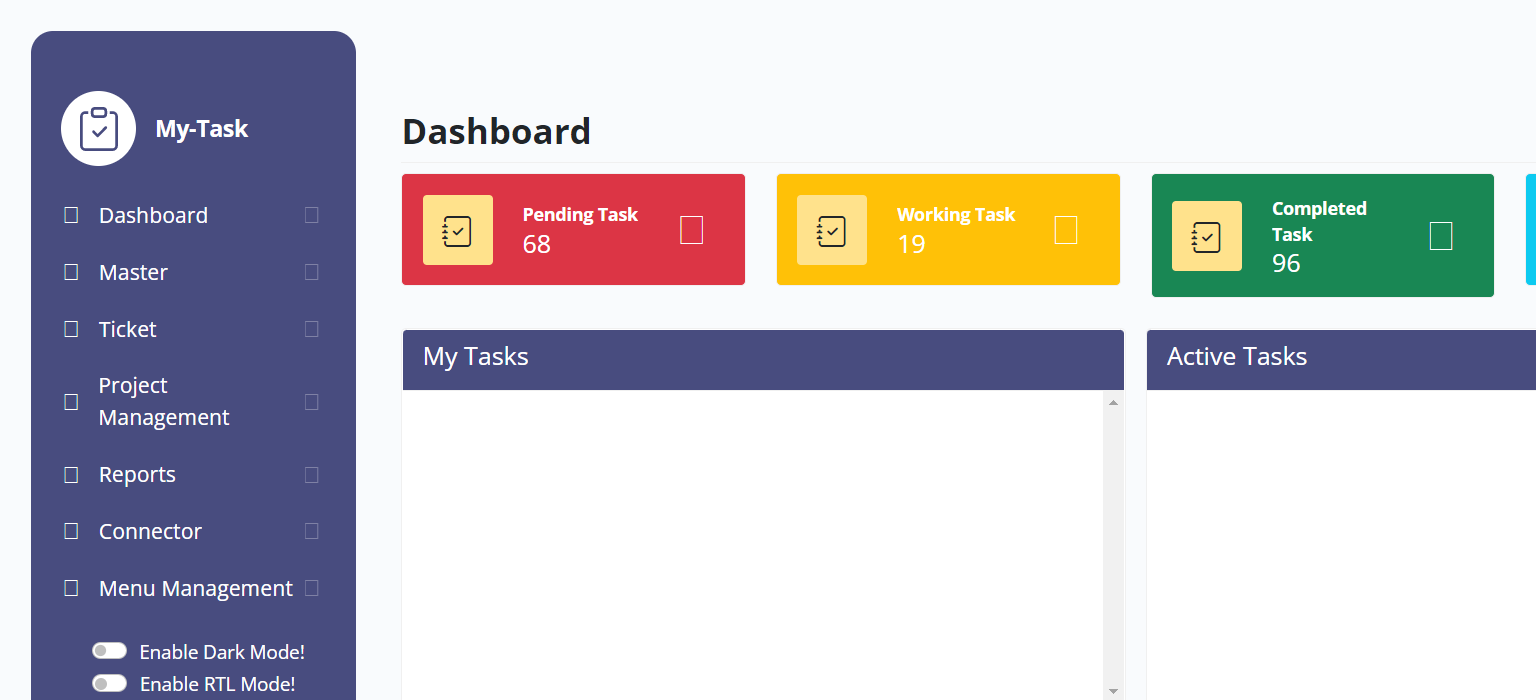 My-Task
Dashboard
Master
Ticket
Project
Management
Reports
Connector
Menu Management
Enable Dark Mode!
Enable RTL Mode!
Dashboard
Pending Task
68
Working Task
19
Completed
Task
96
My Tasks
Active Tasks